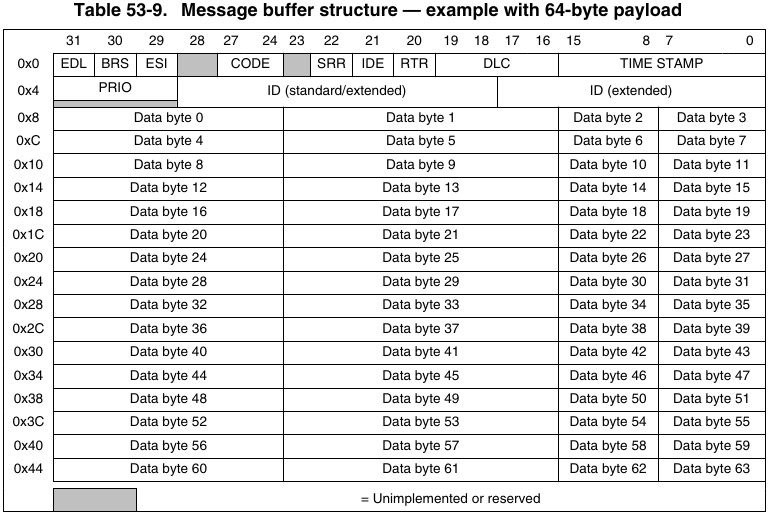 Table 53-9. Message buffer structure — example with 64-byte payload
31 30 29 28 27 24 23 22 21 20 19 18 17 16 15 8 7 0
0x0 EDL BRS ESI CODE SRR IDE RTR DLC TIME STAMP
0x4 PRIO ID (standard/extended) ID (extended)
0x8 Data byte 0 Data byte 1 Data byte 2 Data byte 3
0xC Data byte 4 Data byte 5 Data byte 6 Data byte 7
0x10 Data byte 8 Data byte 9 Data byte 10 Data byte 11
0x14 Data byte 12 Data byte 13 Data byte 14 Data byte 15
0x18 Data byte 16 Data byte 17 Data byte 18 Data byte 19
0x1C Data byte 20 Data byte 21 Data byte 22 Data byte 23
0x20 Data byte 24 Data byte 25 Data byte 26 Data byte 27
0x24 Data byte 28 Data byte 29 Data byte 30 Data byte 31
0x28 Data byte 32 Data byte 33 Data byte 34 Data byte 35
0x2C Data byte 36 Data byte 37 Data byte 38 Data byte 39
0x30 Data byte 40 Data byte 41 Data byte 42 Data byte 43
0x34 Data byte 44 Data byte 45 Data byte 46 Data byte 47
0x38 Data byte 48 Data byte 49 Data byte 50 Data byte 51
0x3C Data byte 52 Data byte 53 Data byte 54 Data byte 55
0x40 Data byte 56 Data byte 57 Data byte 58 Data byte 59
0x44 Data byte 60 Data byte 61 Data byte 62 Data byte 63
= Unimplemented or reserved